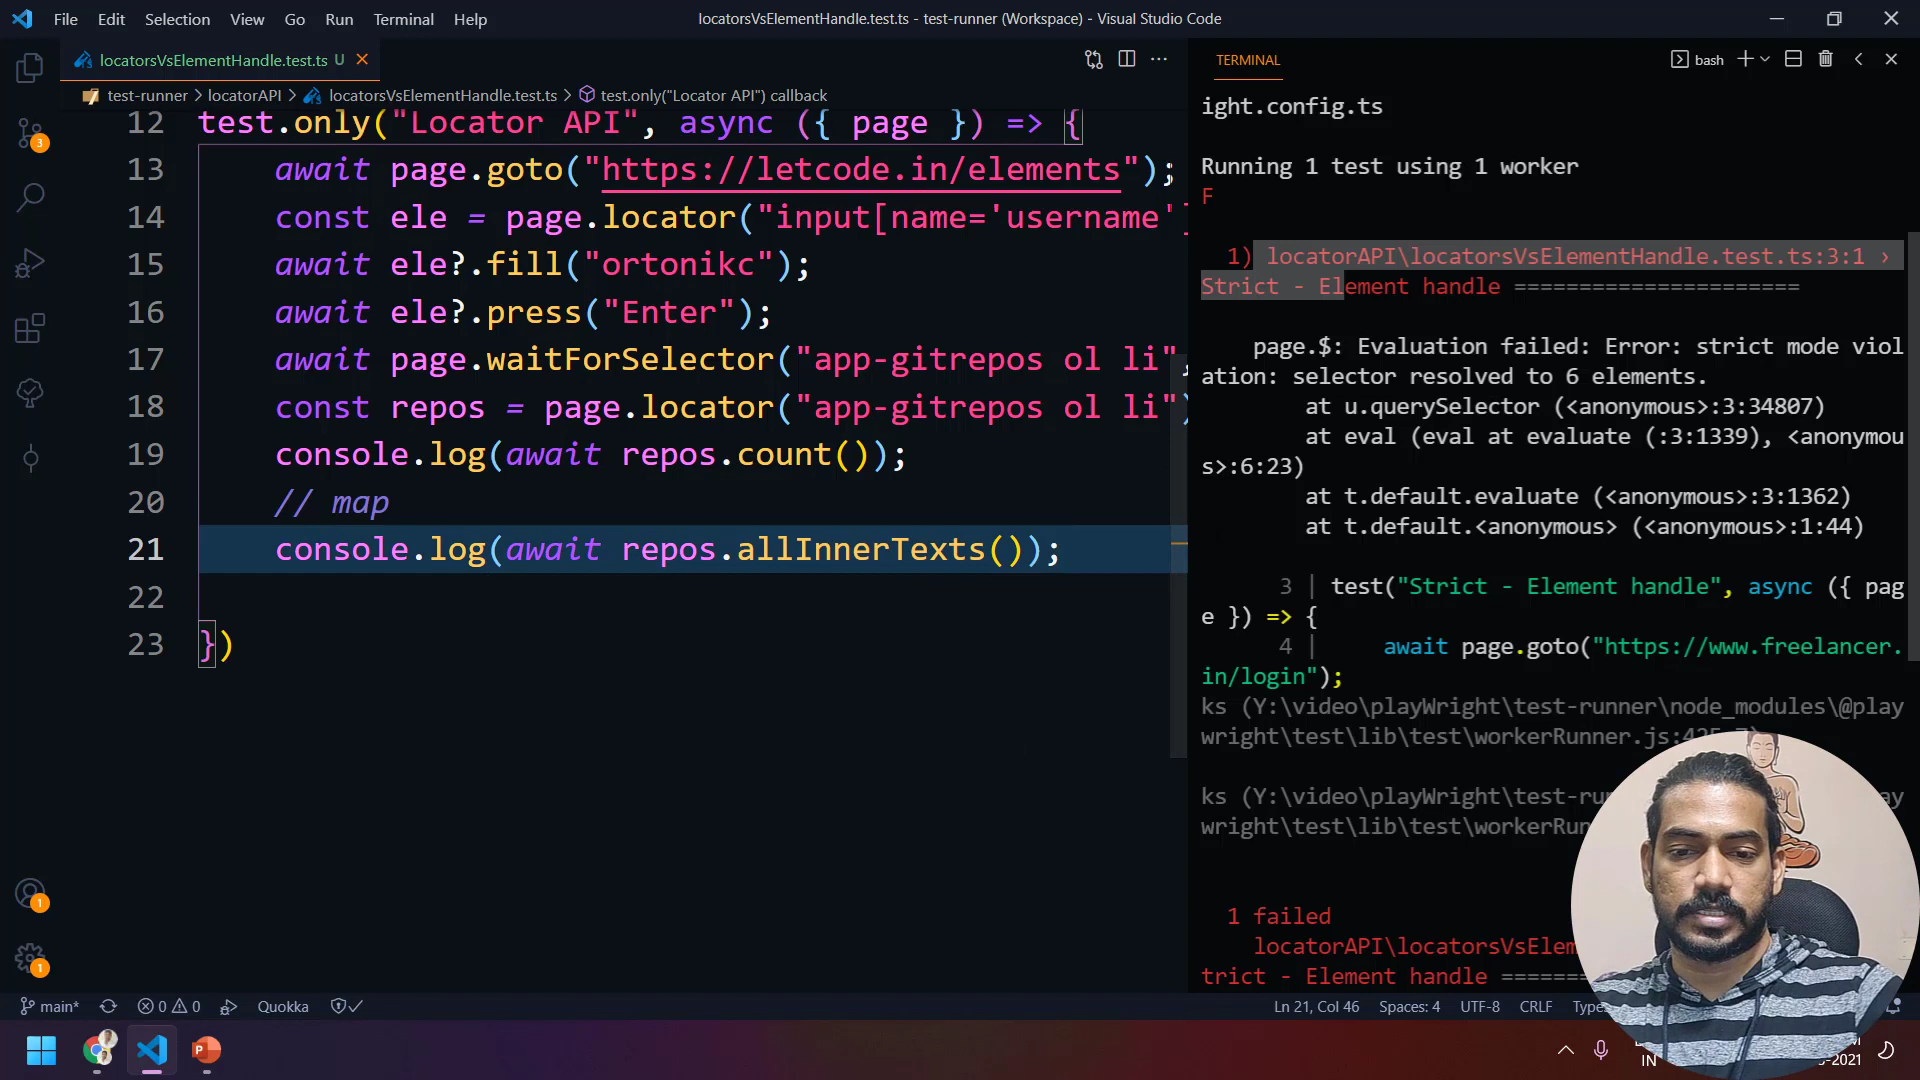 File Edit Selection View Go Run Terminal Help
locatorsVsElementHandle.test.ts - test-runner (Workspace) - Visual Studio Code
locatorsVsElementHandle.test.ts U
test-runner > locatorAPI > locatorsVsElementHandle.test.ts > test.only("Locator API") callback
12 test.only("Locator API", async ({ page }) => {
13 await page.goto("https://letcode.in/elements");
14 const ele = page.locator("input[name='username']
15 await ele?.fill("ortonikc");
16 await ele?.press("Enter");
17 await page.waitForSelector("app-gitrepos ol li",
18 const repos = page.locator("app-gitrepos ol li")
19 console.log(await repos.count());
20 // map
21 console.log(await repos.allInnerTexts());
22
23 })
TERMINAL
bash
ight.config.ts
Running 1 test using 1 worker
F
1) locatorAPI\locatorsVsElementHandle.test.ts:3:1 ›
Strict - Element handle ======================
page.$: Evaluation failed: Error: strict mode viol
ation: selector resolved to 6 elements.
at u.querySelector (<anonymous>:3:34807)
at eval (eval at evaluate (:3:1339), <anonymou
s>:6:23)
at t.default.evaluate (<anonymous>:3:1362)
at t.default.<anonymous> (<anonymous>:1:44)
3 | test("Strict - Element handle", async ({ pag
e }) => {
4 | await page.goto("https://www.freelancer.
in/login");
ks (Y:\video\playWright\test-runner\node_modules\@play
wright\test\lib\test\workerRunner.js:425
ks (Y:\video\playWright\test-ru
wright\test\lib\test\workerRun
1 failed
locatorAPI\locatorsVsElem
trict - Element handle =========
main* 0 0 Quokka
Ln 21, Col 46 Spaces: 4 UTF-8 CRLF Type
3
1
1
IN
-2021